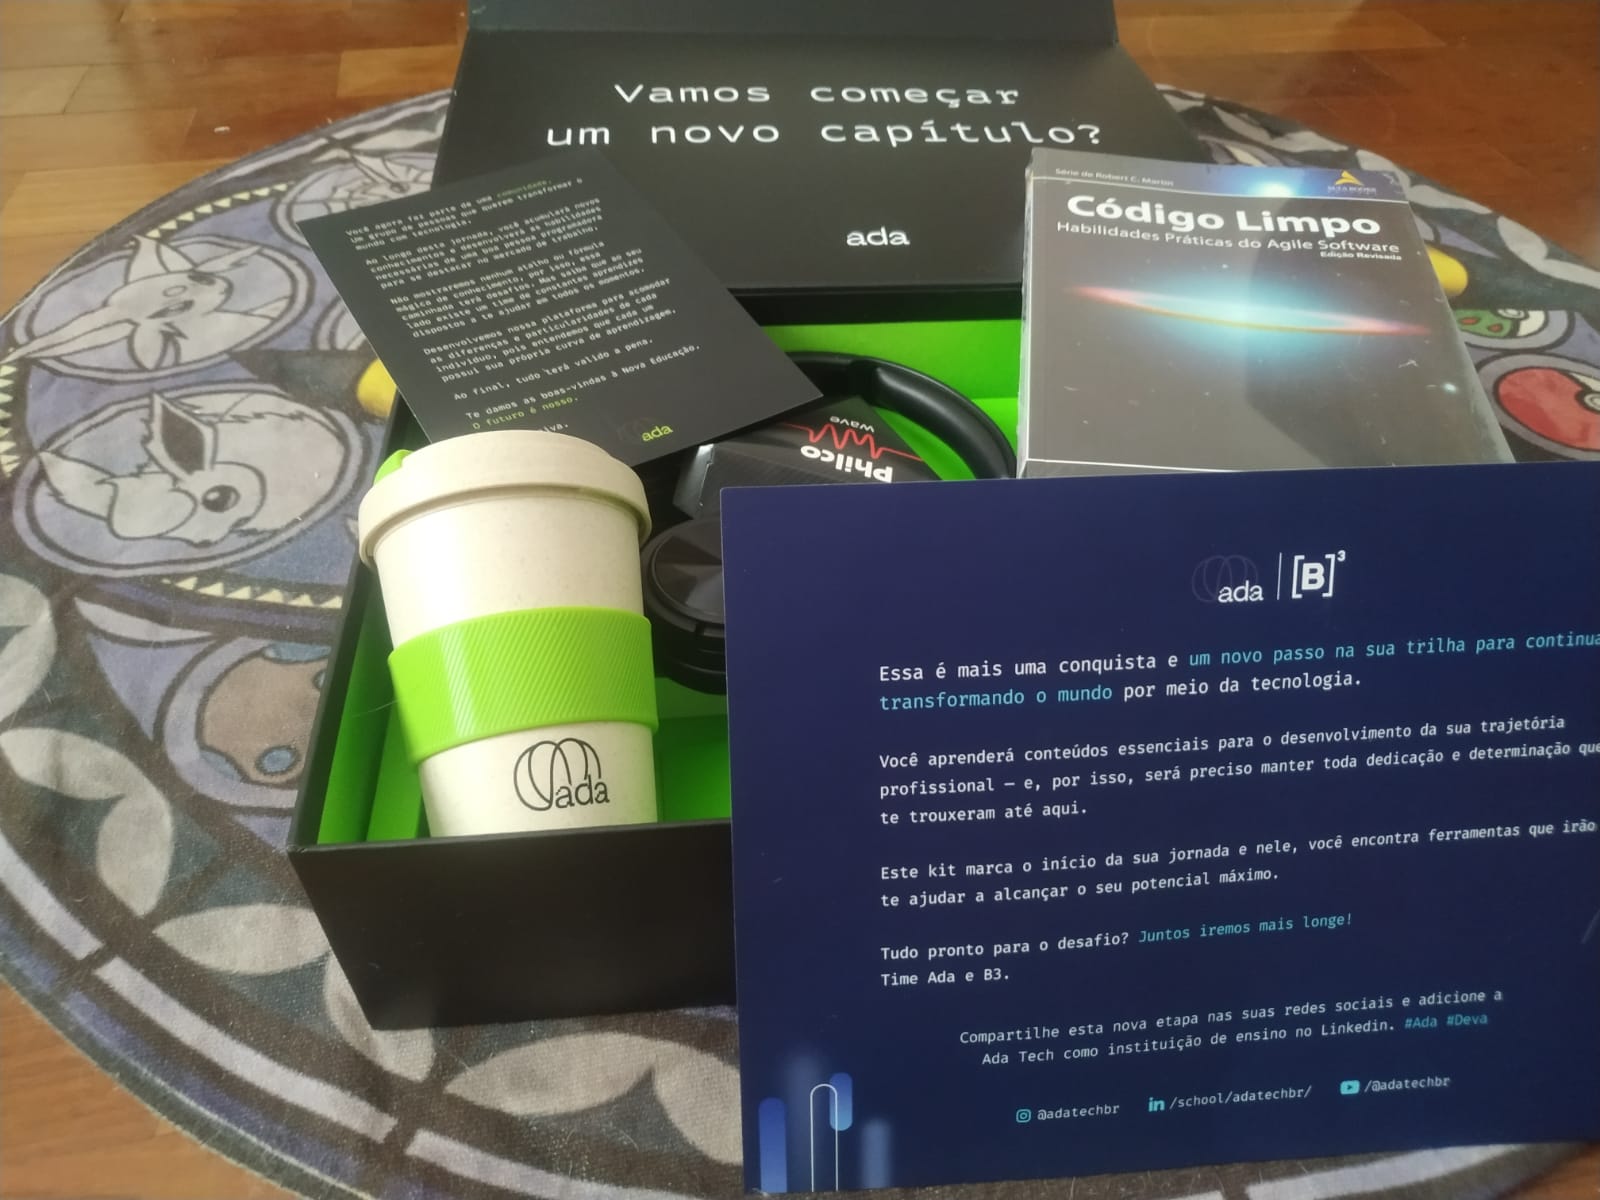 Vamos começar
um novo capítulo?
ada
Você agora faz parte de uma comunidade,
um grupo de pessoas que querem transformar o
mundo com tecnologia.
Ao longo desta jornada, você acumulará novos
conhecimentos e desenvolverá as habilidades
necessárias de uma boa pessoa programadora
para se destacar no mercado de trabalho.
Não mostraremos nenhum atalho ou fórmula
mágica de conhecimento; por isso, essa
caminhada terá desafios. Mas saiba que ao seu
lado existe um time de constantes aprendizes
dispostos a te ajudar em todos os momentos.
Desenvolvemos nossa plataforma para acomodar
as diferenças e particularidades de cada
indivíduo, pois entendemos que cada um
possui sua própria curva de aprendizagem.
Ao final, tudo terá valido a pena.
Te damos as boas-vindas à Nova Educação.
O futuro é nosso.
ada
Série de Robert C. Martin
ALTA BOOKS
Código Limpo
Habilidades Práticas do Agile Software
Edição Revisada
Philco
wave
ada
ada
[B]³
Essa é mais uma conquista e um novo passo na sua trilha para continua
transformando o mundo por meio da tecnologia.
Você aprenderá conteúdos essenciais para o desenvolvimento da sua trajetória
profissional — e, por isso, será preciso manter toda dedicação e determinação que
te trouxeram até aqui.
Este kit marca o início da sua jornada e nele, você encontra ferramentas que irão
te ajudar a alcançar o seu potencial máximo.
Tudo pronto para o desafio? Juntos iremos mais longe!
Time Ada e B3.
Compartilhe esta nova etapa nas suas redes sociais e adicione a
Ada Tech como instituição de ensino no Linkedin. #Ada #Deva
@adatechbr
in /school/adatechbr/
/@adatechbr